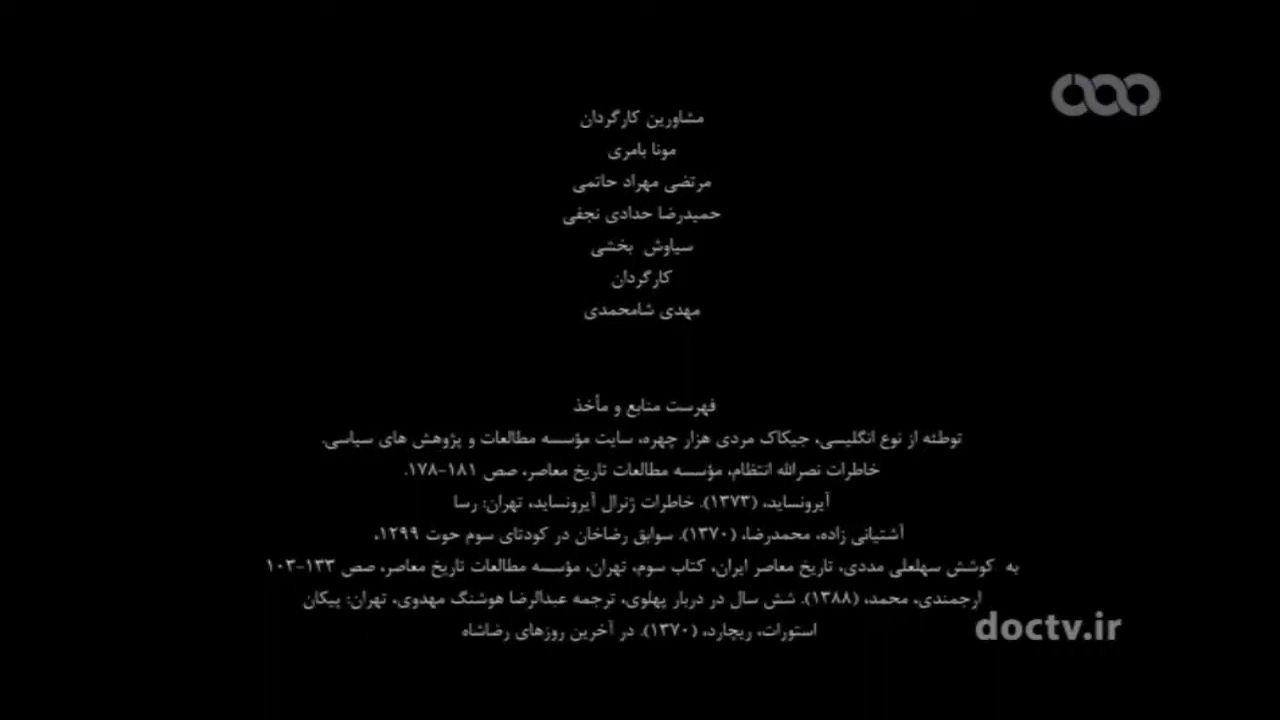 مشاورین کارگردان
مونا بامری
مرتضی مهراد حاتمی
حمیدرضا حدادی نجفی
سیاوش بخشی
کارگردان
مهدی شامحمدی
فهرست منابع و مأخذ
توطئه از نوع انگلیسی، جیکاک مردی هزار چهره، سایت مؤسسه مطالعات و پژوهش های سیاسی.
خاطرات نصرالله انتظام، مؤسسه مطالعات تاریخ معاصر، صص ۱۸۱-۱۷۸.
آیرونساید، (۱۳۷۳). خاطرات ژنرال آیرونساید، تهران: رسا
آشتیانی زاده، محمدرضا، (۱۳۷۰). سوابق رضاخان در کودتای سوم حوت ۱۲۹۹،
به کوشش سهلعلی مددی، تاریخ معاصر ایران، کتاب سوم، تهران، مؤسسه مطالعات تاریخ معاصر، صص ۱۳۳-۱۰۳
ارجمندی، محمد، (۱۳۸۸). شش سال در دربار پهلوی، ترجمه عبدالرضا هوشنگ مهدوی، تهران: پیکان
استورات، ریچارد، (۱۳۷۰). در آخرین روزهای رضاشاه
doctv.ir